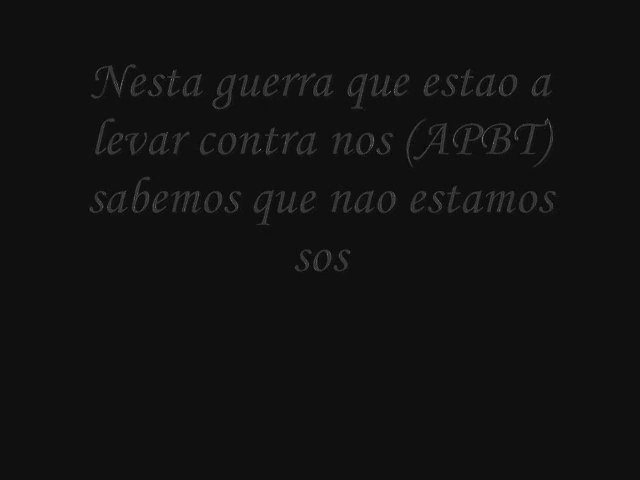 Nesta guerra que estao a
levar contra nos (APBT)
sabemos que nao estamos
sos